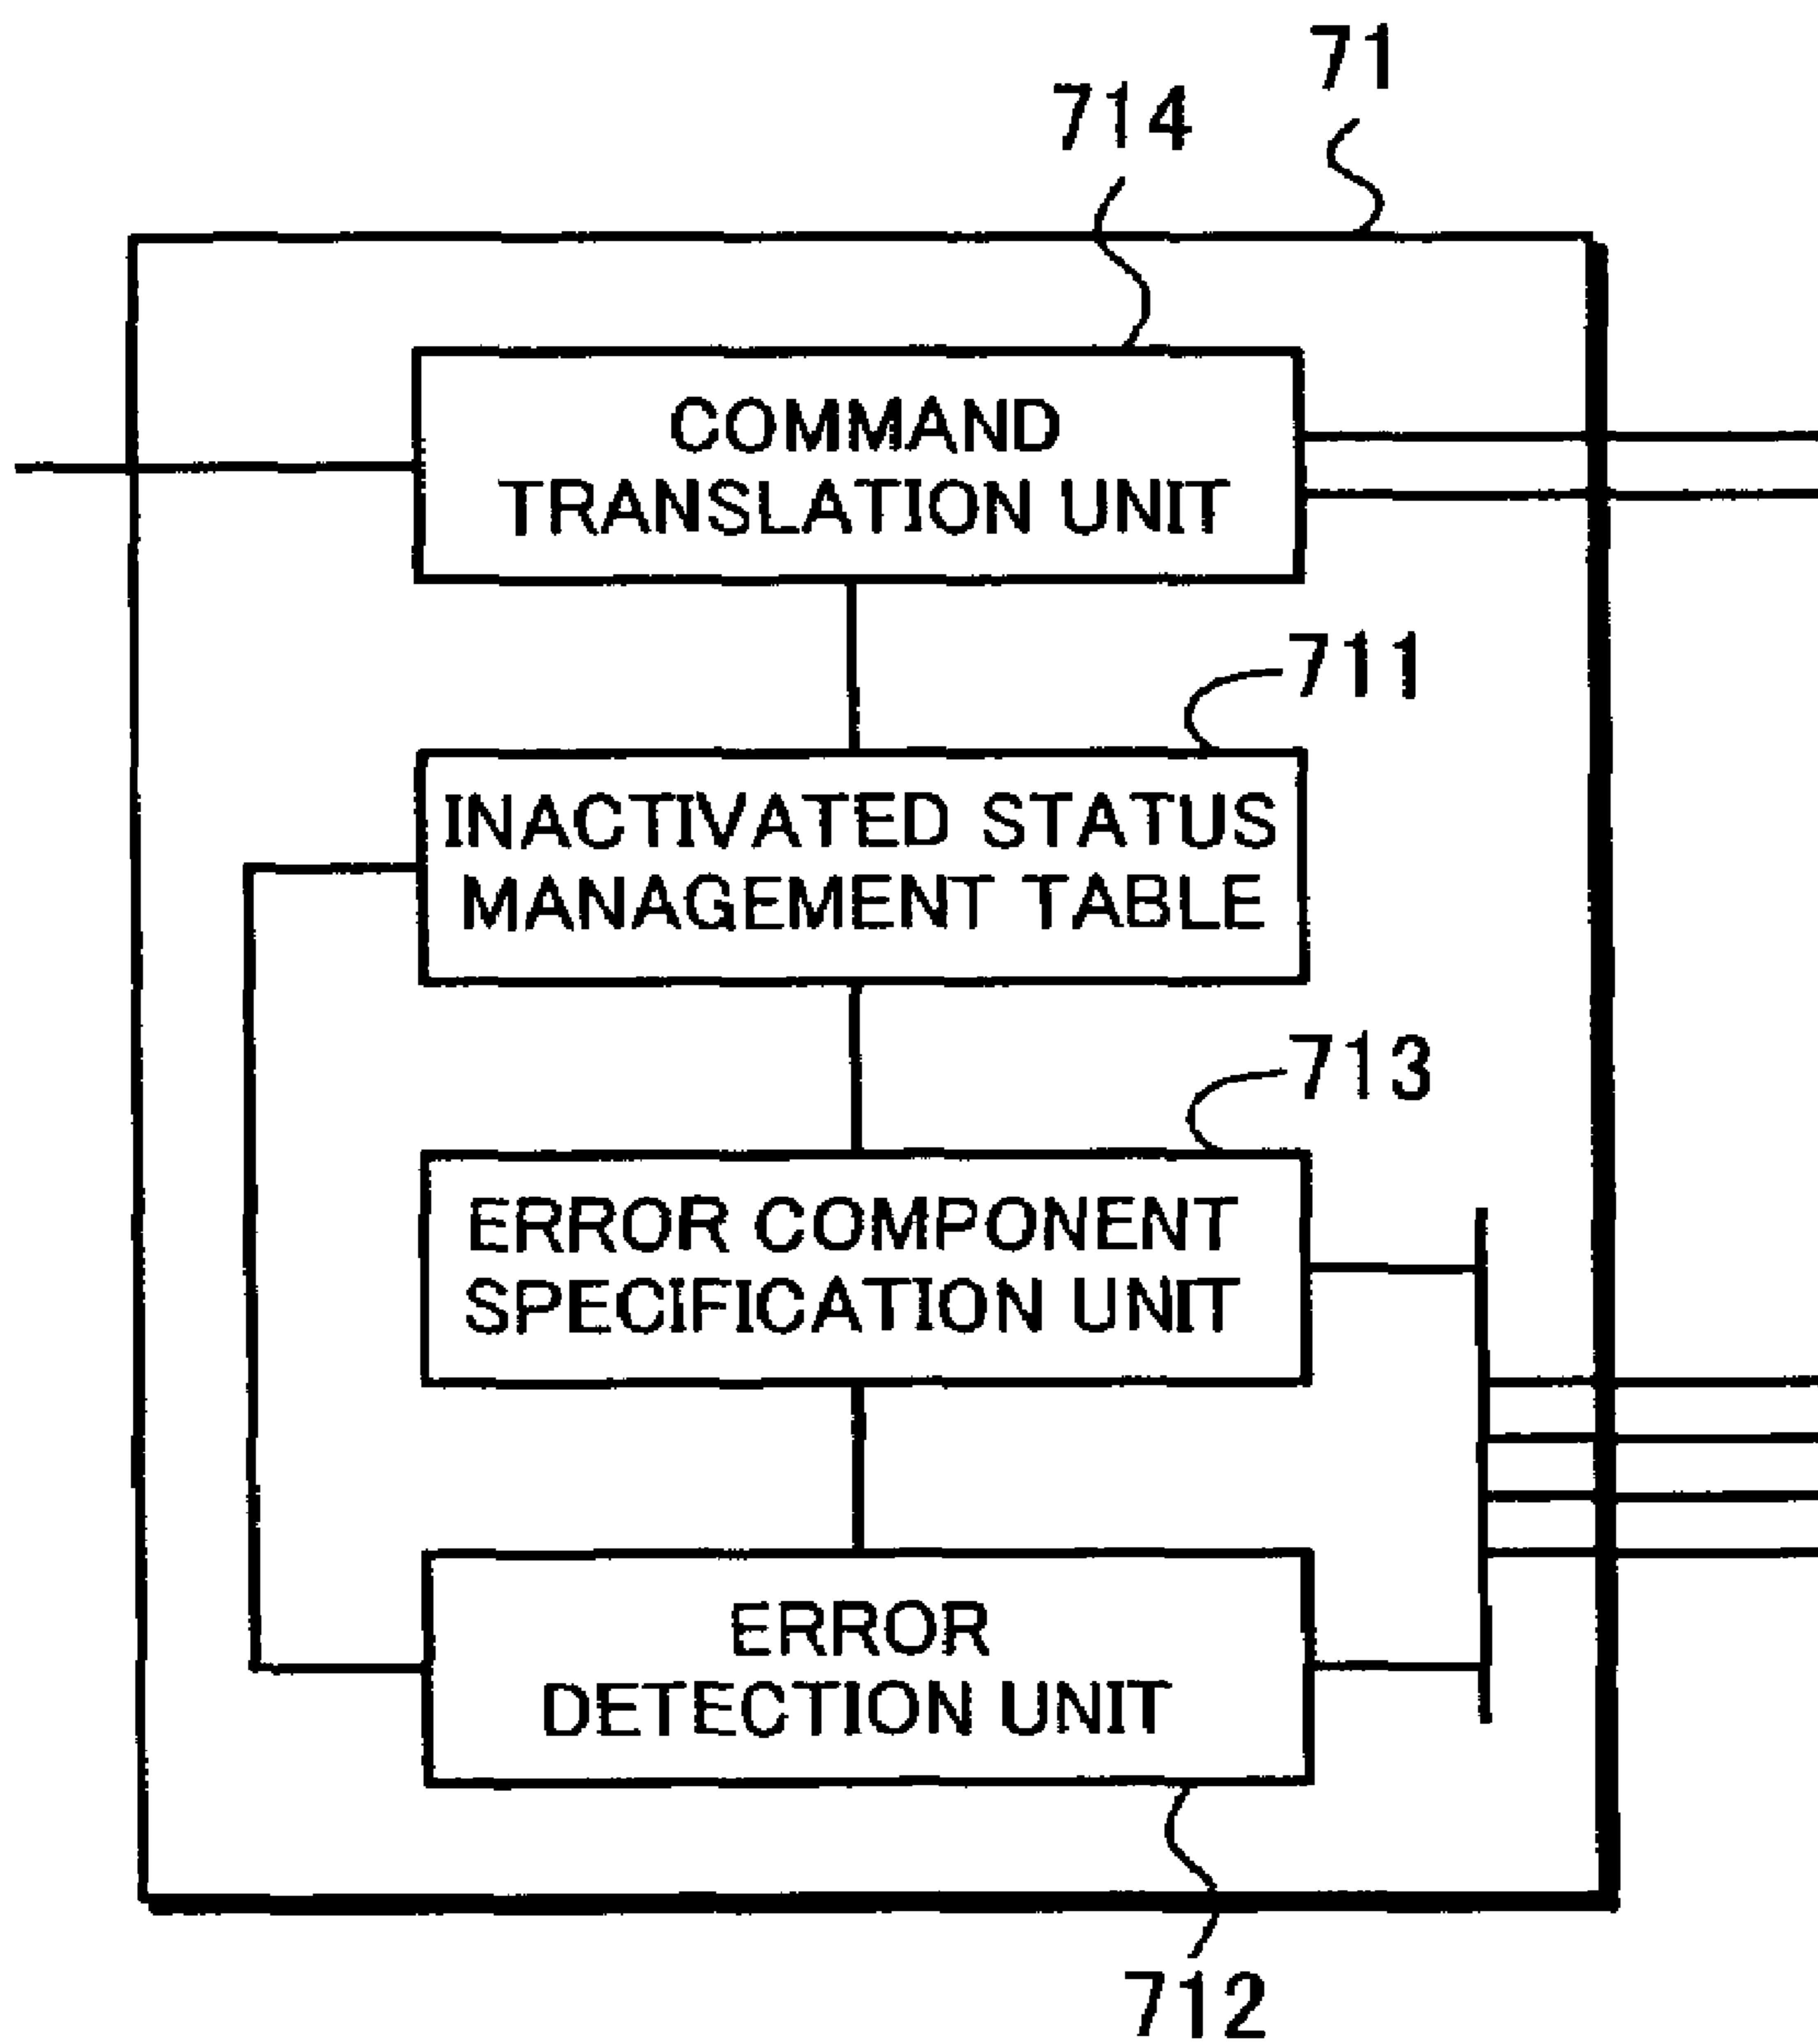 71
714
COMMAND
TRANSLATION UNIT
711
INACTIVATED STATUS
MANAGEMENT TABLE
713
ERROR COMPONENT
SPECIFICATION UNIT
ERROR
DETECTION UNIT
712